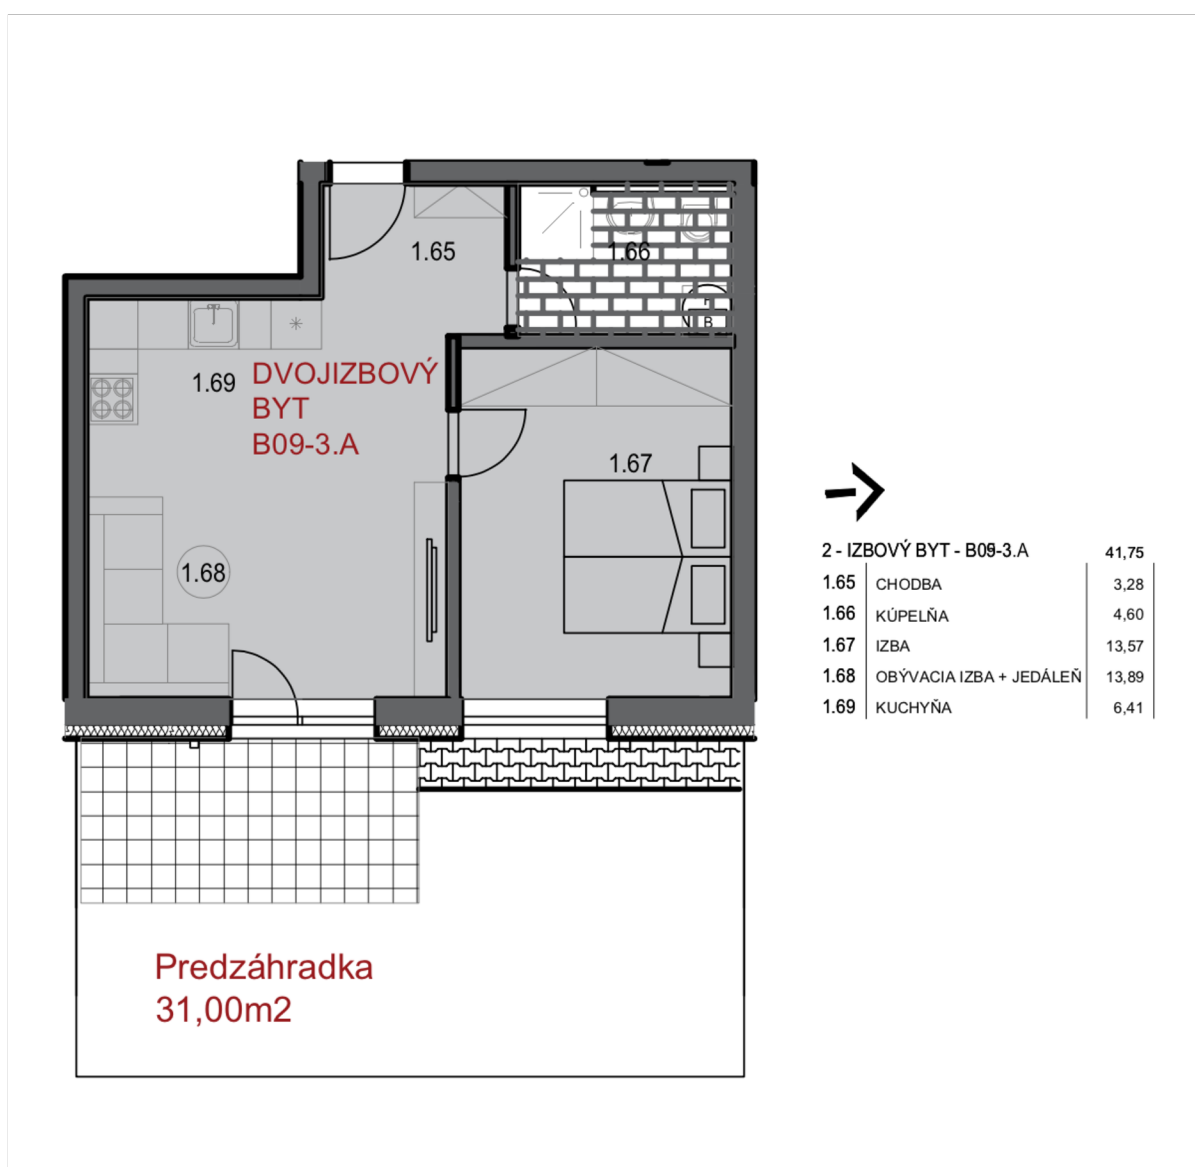 1.65
1.66
B
1.69
DVOJIZBOVÝ
BYT
B09-3.A
1.67
1.68
2 - IZBOVÝ BYT - B09-3.A 41,75
1.65 CHODBA 3,28
1.66 KÚPELŇA 4,60
1.67 IZBA 13,57
1.68 OBÝVACIA IZBA + JEDÁLEŇ 13,89
1.69 KUCHYŇA 6,41
Predzáhradka
31,00m2